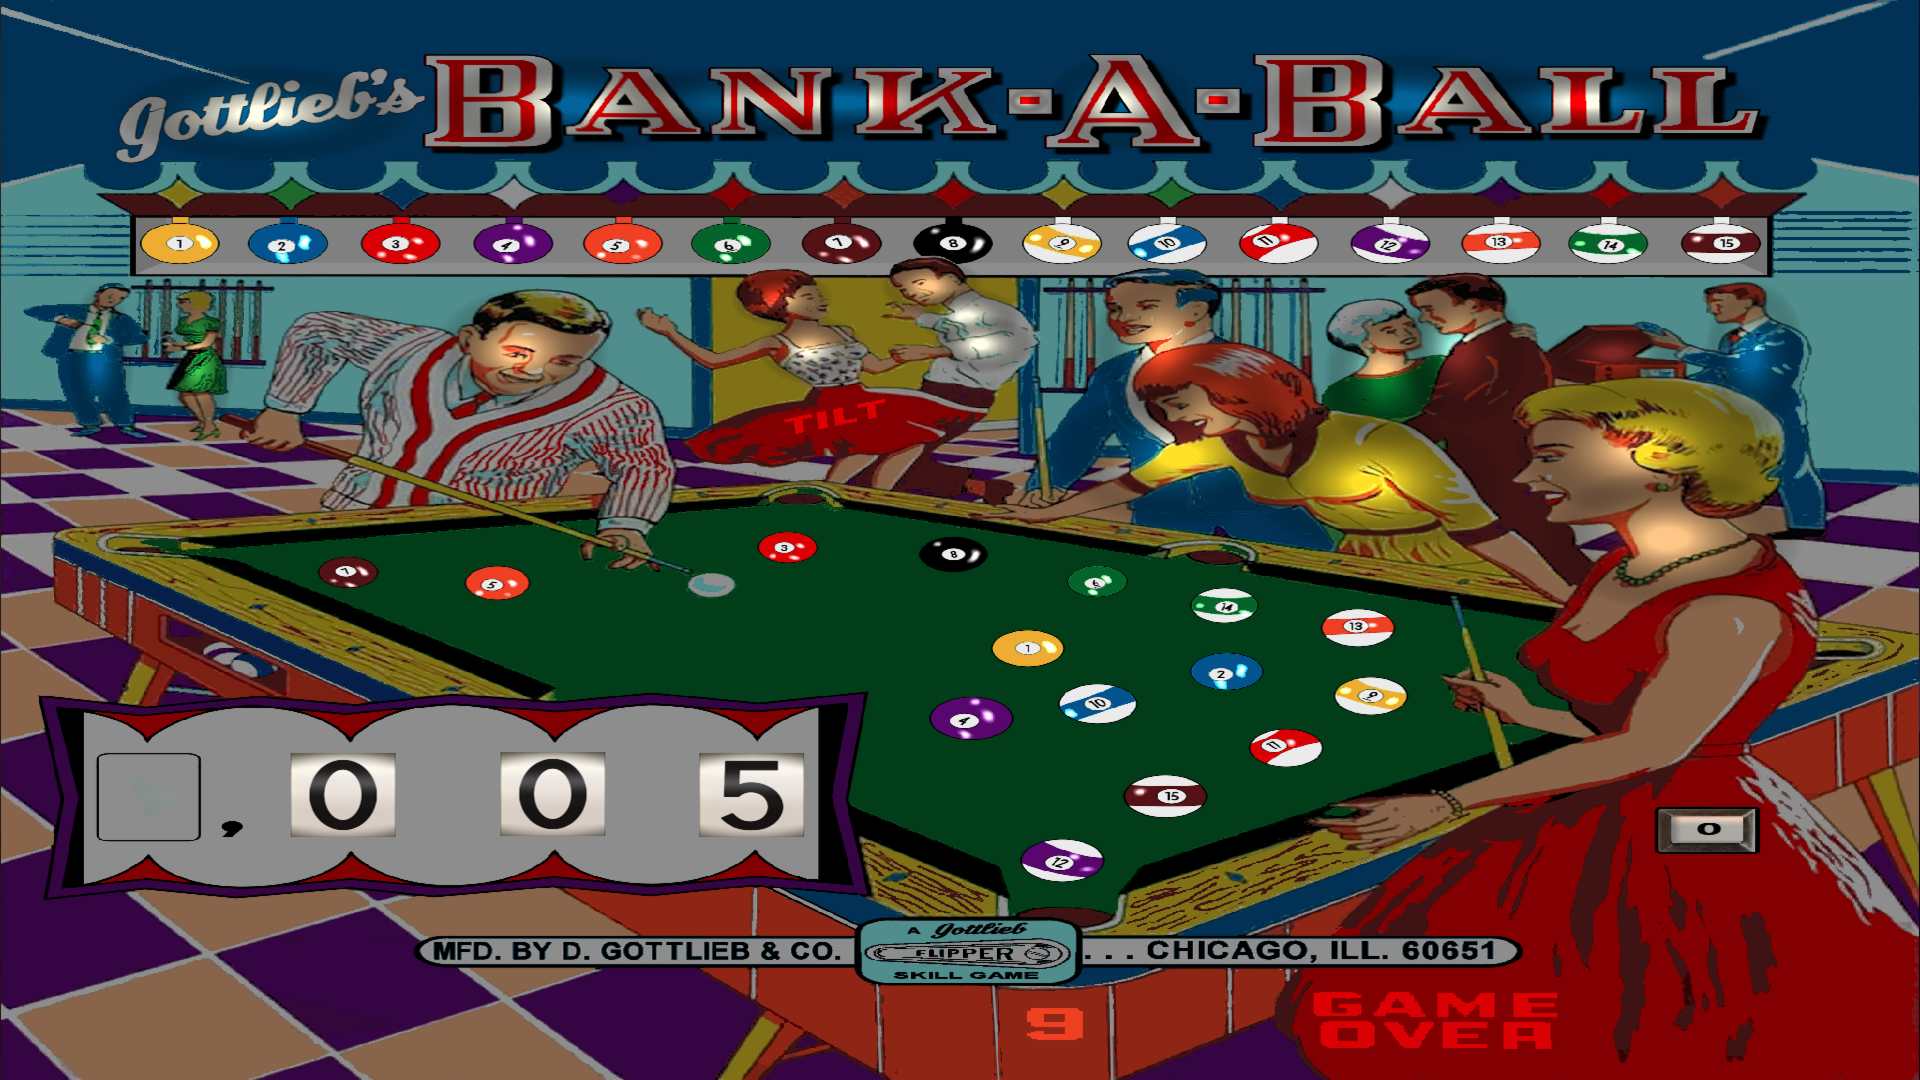 Gottlieb's BANK-A-BALL
1 2 3 4 5 6 7 8 9 10 11 12 13 14 15
TILT
3
8
7
5
6
14
13
1
2
9
10
4
11
15
12
, 0 0 5
0
A Gottlieb
MFD. BY D. GOTTLIEB & CO. FLIPPER . . . CHICAGO, ILL. 60651
SKILL GAME
9
GAME
OVER